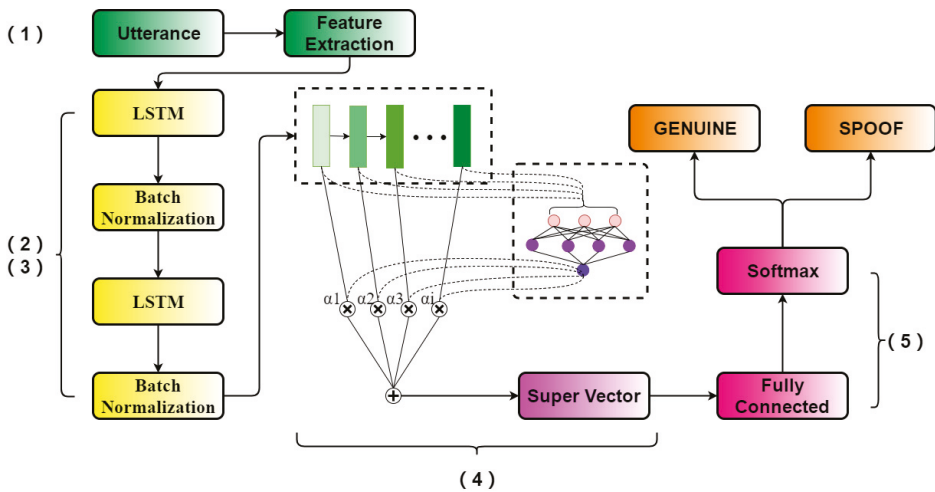 ( 1 )
Utterance
Feature
Extraction
LSTM
Batch
Normalization
( 2 )
( 3 )
LSTM
Batch
Normalization
α1
α2
α3
αi
Super Vector
( 4 )
GENUINE
SPOOF
Softmax
( 5 )
Fully
Connected